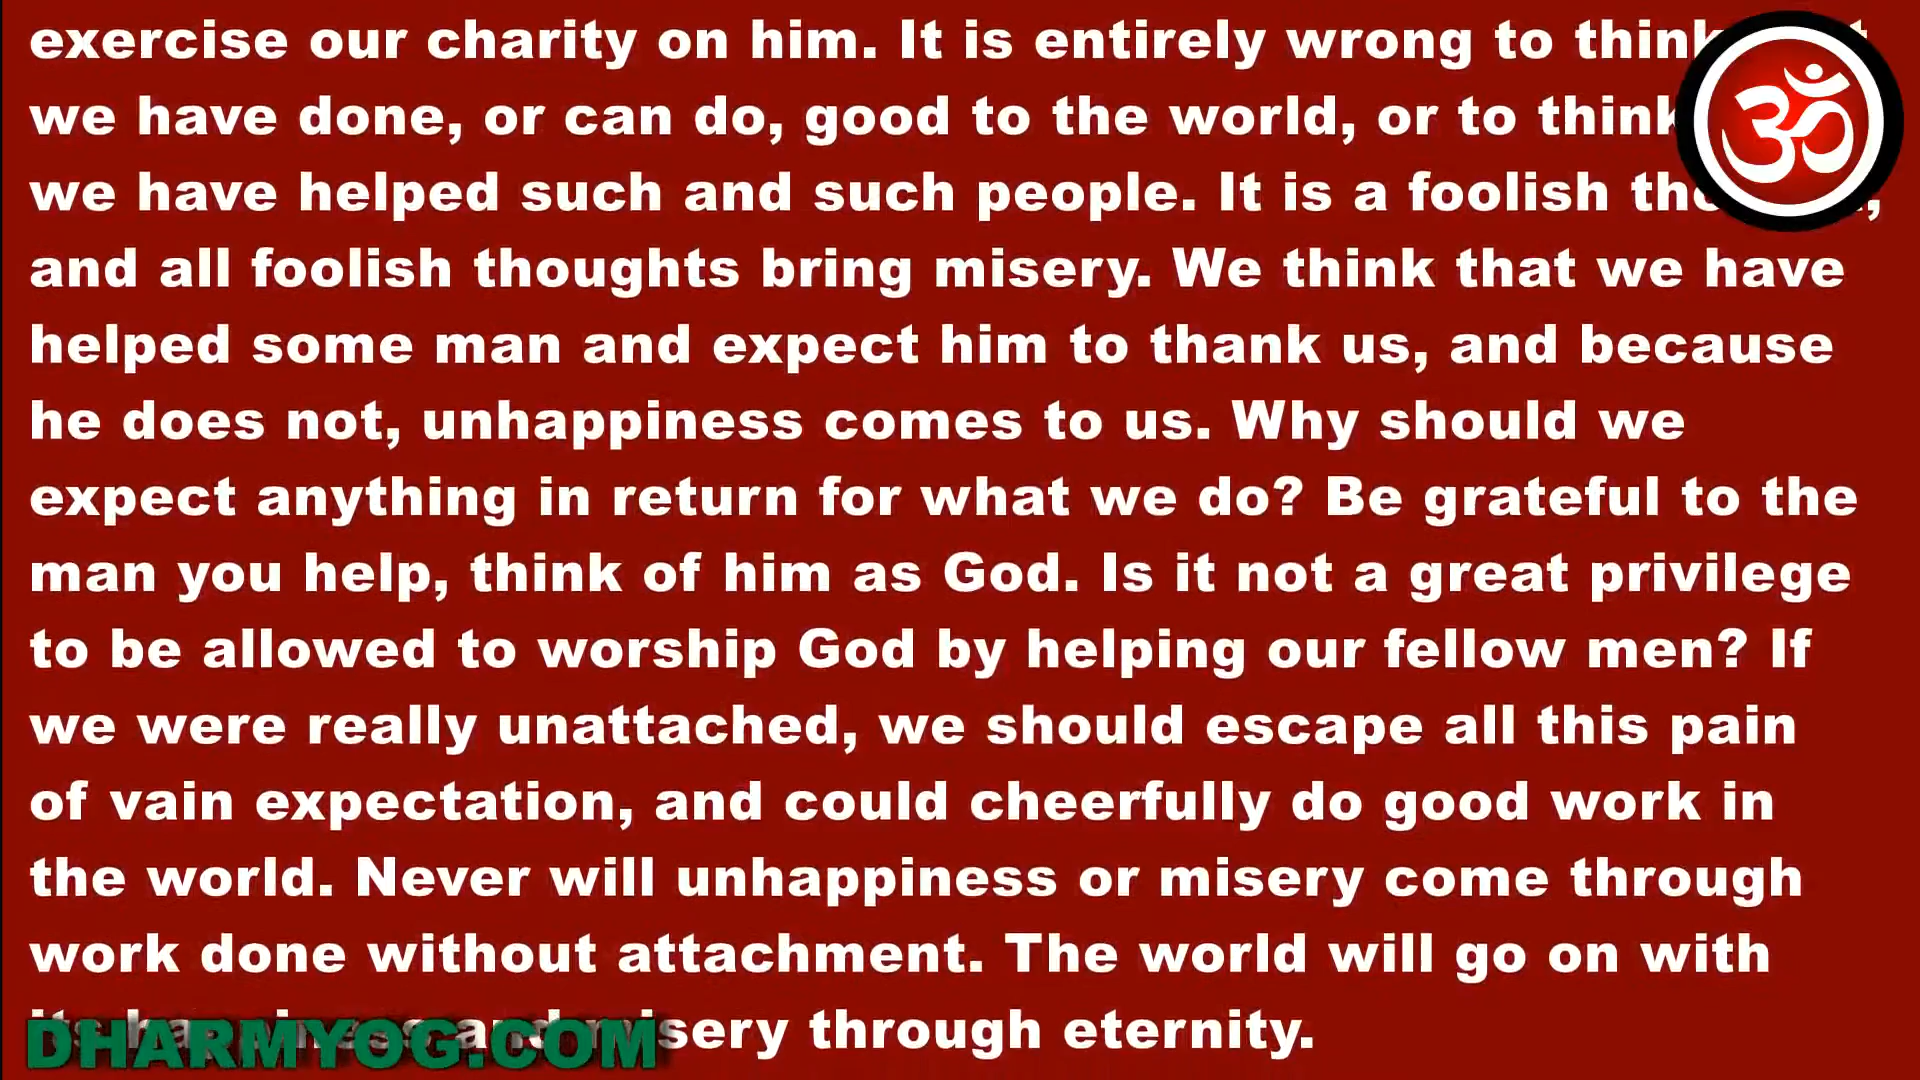 exercise our charity on him. It is entirely wrong to think
we have done, or can do, good to the world, or to think
we have helped such and such people. It is a foolish
and all foolish thoughts bring misery. We think that we have
helped some man and expect him to thank us, and because
he does not, unhappiness comes to us. Why should we
expect anything in return for what we do? Be grateful to the
man you help, think of him as God. Is it not a great privilege
to be allowed to worship God by helping our fellow men? If
we were really unattached, we should escape all this pain
of vain expectation, and could cheerfully do good work in
the world. Never will unhappiness or misery come through
work done without attachment. The world will go on with
its happiness and misery through eternity.
DHARMYOG.COM
ॐ